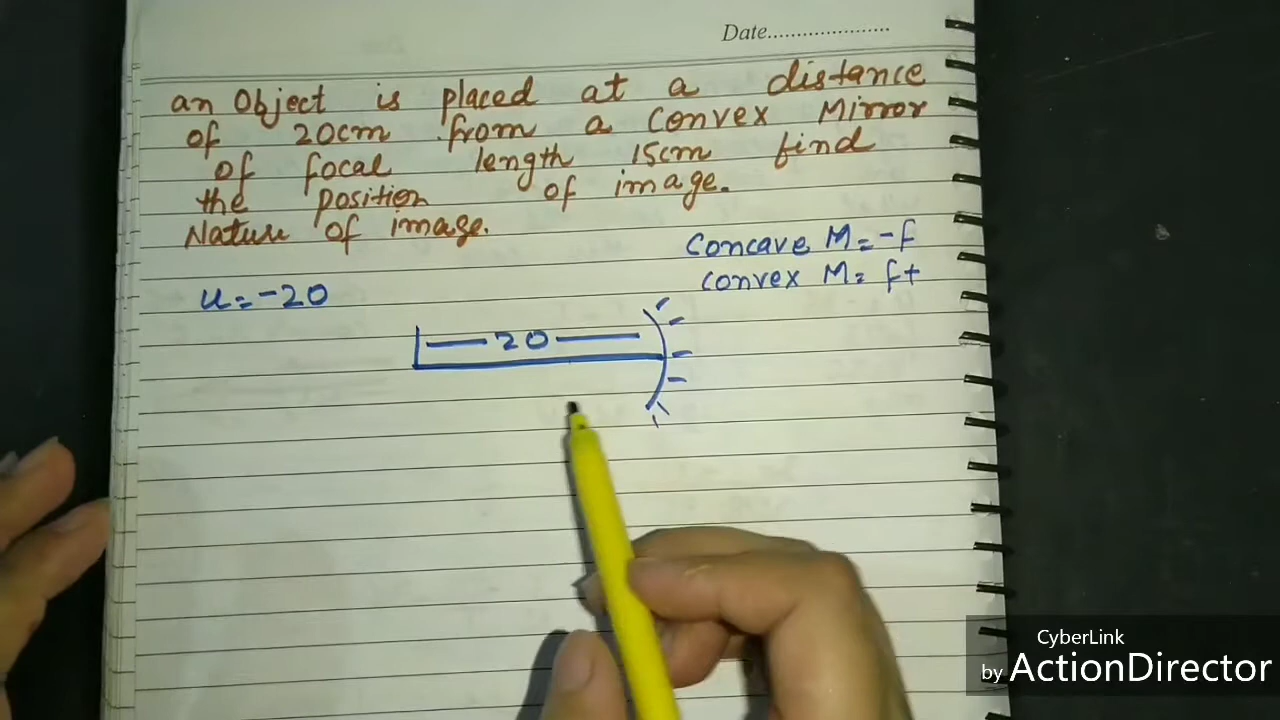 Date.....................
an Object is placed at a distance
of 20cm from a convex Mirror
of focal length 15cm find
the position of image.
Nature of image.
Concave M = -f
convex M = f+
u = -20
20
CyberLink
by ActionDirector